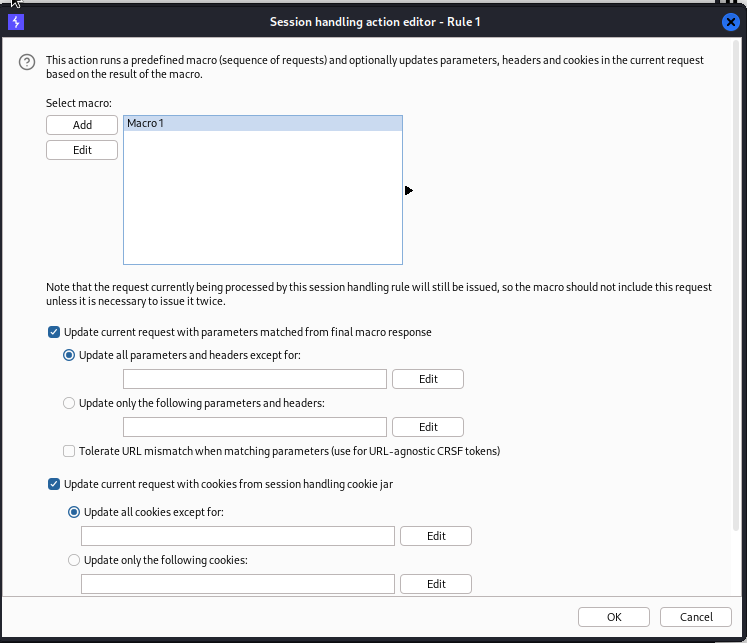 Session handling action editor - Rule 1
This action runs a predefined macro (sequence of requests) and optionally updates parameters, headers and cookies in the current request
based on the result of the macro.
Select macro:
Add
Macro 1
Edit
Note that the request currently being processed by this session handling rule will still be issued, so the macro should not include this request
unless it is necessary to issue it twice.
Update current request with parameters matched from final macro response
Update all parameters and headers except for:
Edit
Update only the following parameters and headers:
Edit
Tolerate URL mismatch when matching parameters (use for URL-agnostic CRSF tokens)
Update current request with cookies from session handling cookie jar
Update all cookies except for:
Edit
Update only the following cookies:
Edit
OK
Cancel